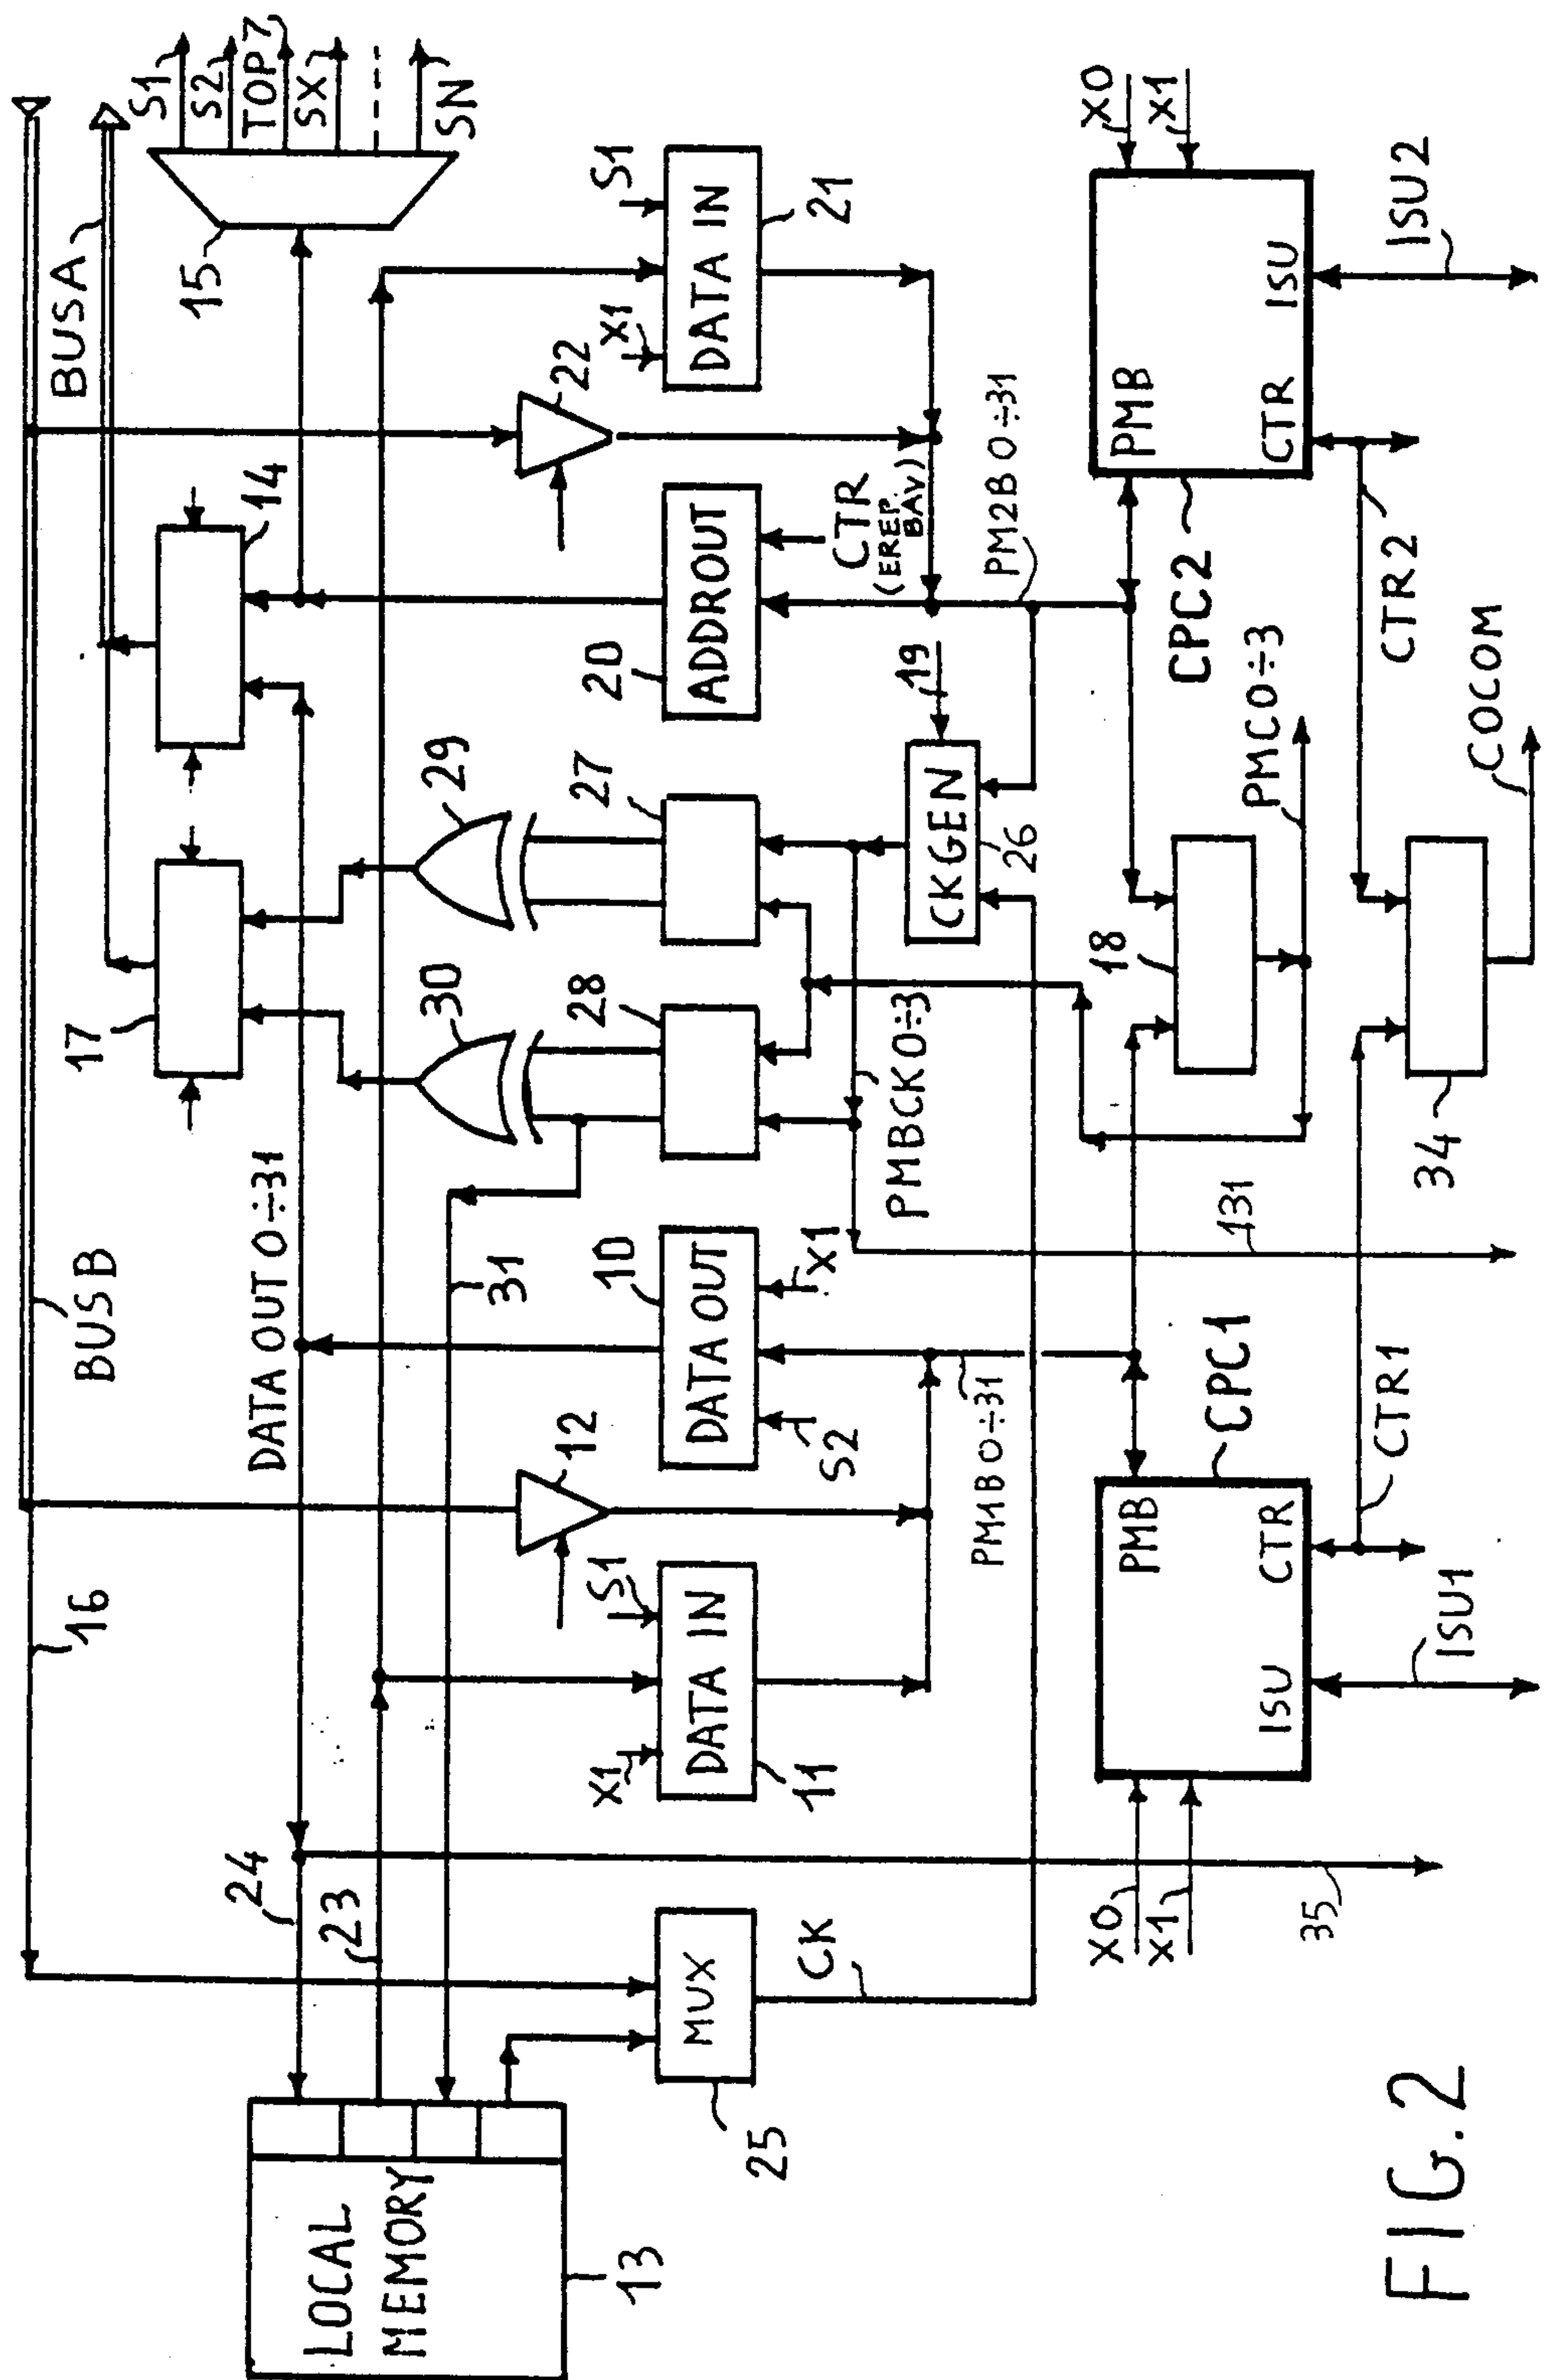 BUSA
S1
S2
TOP7
SX
SN
15
14
17
BUSB
16
DATA OUT 0÷31
24
23
31
30
29
28
27
22
12
S1
X1
DATA IN
21
20
ADDROUT
CTR
(EREP
BAV)
19
CKGEN
26
PMBCK0÷3
10
DATA OUT
X1
S2
S1
X1
DATA IN
11
LOCAL
MEMORY
13
MUX
25
CK
PM1B0÷31
PM2B0÷31
131
18
PMC0÷3
PMB
CTR
ISU
CPC1
X0
X1
PMB
CTR
ISU
CPC2
X0
X1
35
ISU1
CTR1
34
COCOM
CTR2
ISU2
FIG.2